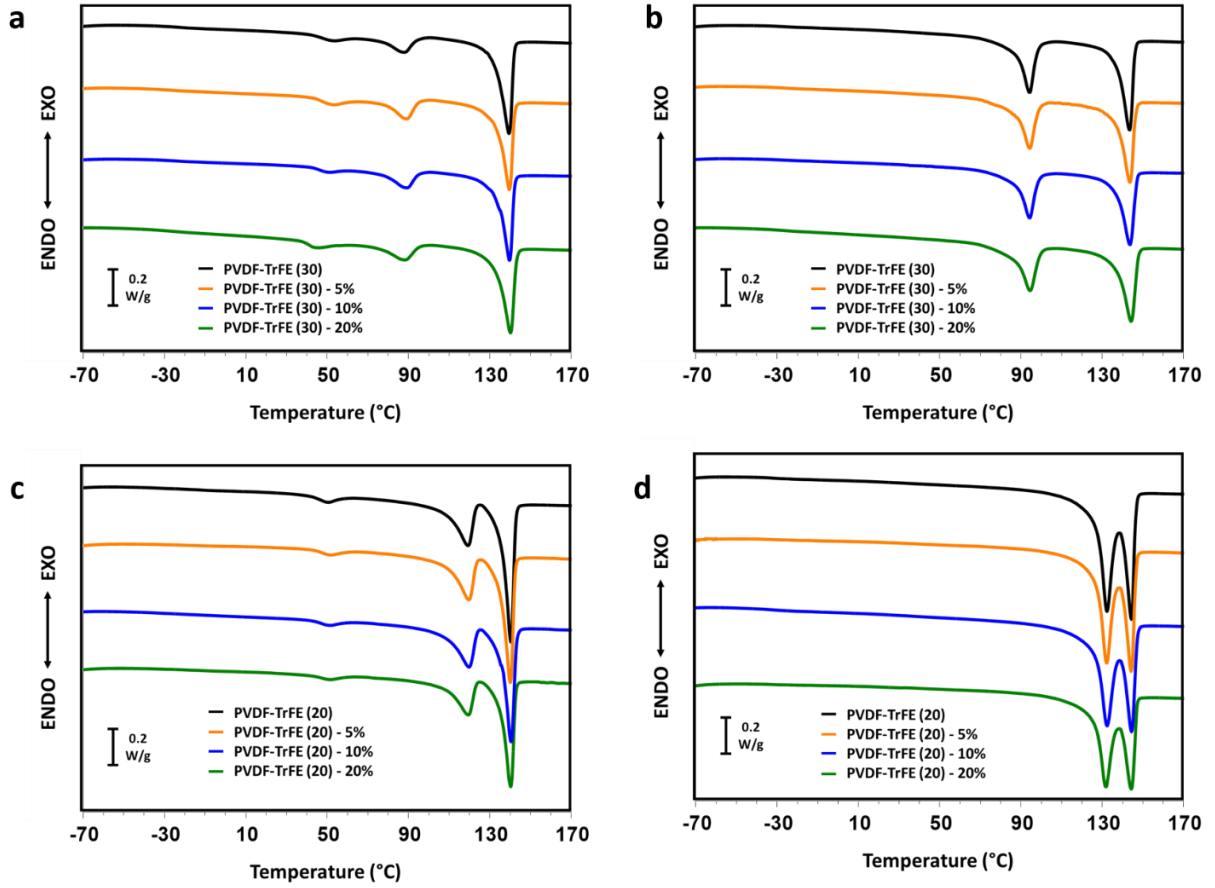 a
EXO
ENDO
0.2
W/g
PVDF-TrFE (30)
PVDF-TrFE (30) - 5%
PVDF-TrFE (30) - 10%
PVDF-TrFE (30) - 20%
-70 -30 10 50 90 130 170
Temperature (°C)
b
EXO
ENDO
0.2
W/g
PVDF-TrFE (30)
PVDF-TrFE (30) - 5%
PVDF-TrFE (30) - 10%
PVDF-TrFE (30) - 20%
-70 -30 10 50 90 130 170
Temperature (°C)
c
EXO
ENDO
0.2
W/g
PVDF-TrFE (20)
PVDF-TrFE (20) - 5%
PVDF-TrFE (20) - 10%
PVDF-TrFE (20) - 20%
-70 -30 10 50 90 130 170
Temperature (°C)
d
EXO
ENDO
0.2
W/g
PVDF-TrFE (20)
PVDF-TrFE (20) - 5%
PVDF-TrFE (20) - 10%
PVDF-TrFE (20) - 20%
-70 -30 10 50 90 130 170
Temperature (°C)